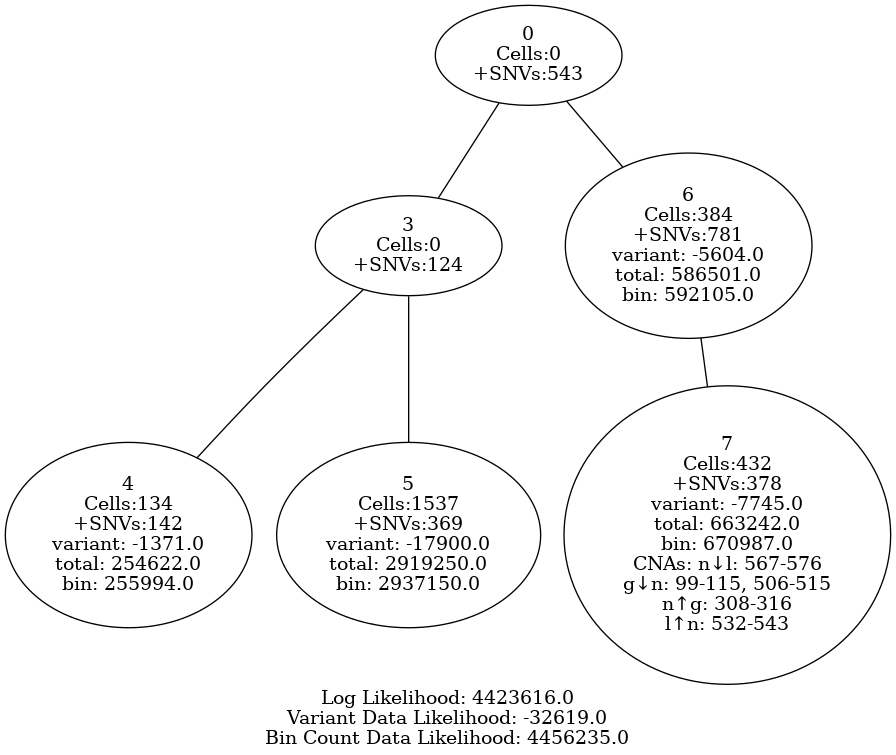 0
Cells:0
+SNVs:543
3
Cells:0
+SNVs:124
6
Cells:384
+SNVs:781
variant: -5604.0
total: 586501.0
bin: 592105.0
4
Cells:134
+SNVs:142
variant: -1371.0
total: 254622.0
bin: 255994.0
5
Cells:1537
+SNVs:369
variant: -17900.0
total: 2919250.0
bin: 2937150.0
7
Cells:432
+SNVs:378
variant: -7745.0
total: 663242.0
bin: 670987.0
CNAs: n↓l: 567-576
g↓n: 99-115, 506-515
n↑g: 308-316
l↑n: 532-543
Log Likelihood: 4423616.0
Variant Data Likelihood: -32619.0
Bin Count Data Likelihood: 4456235.0